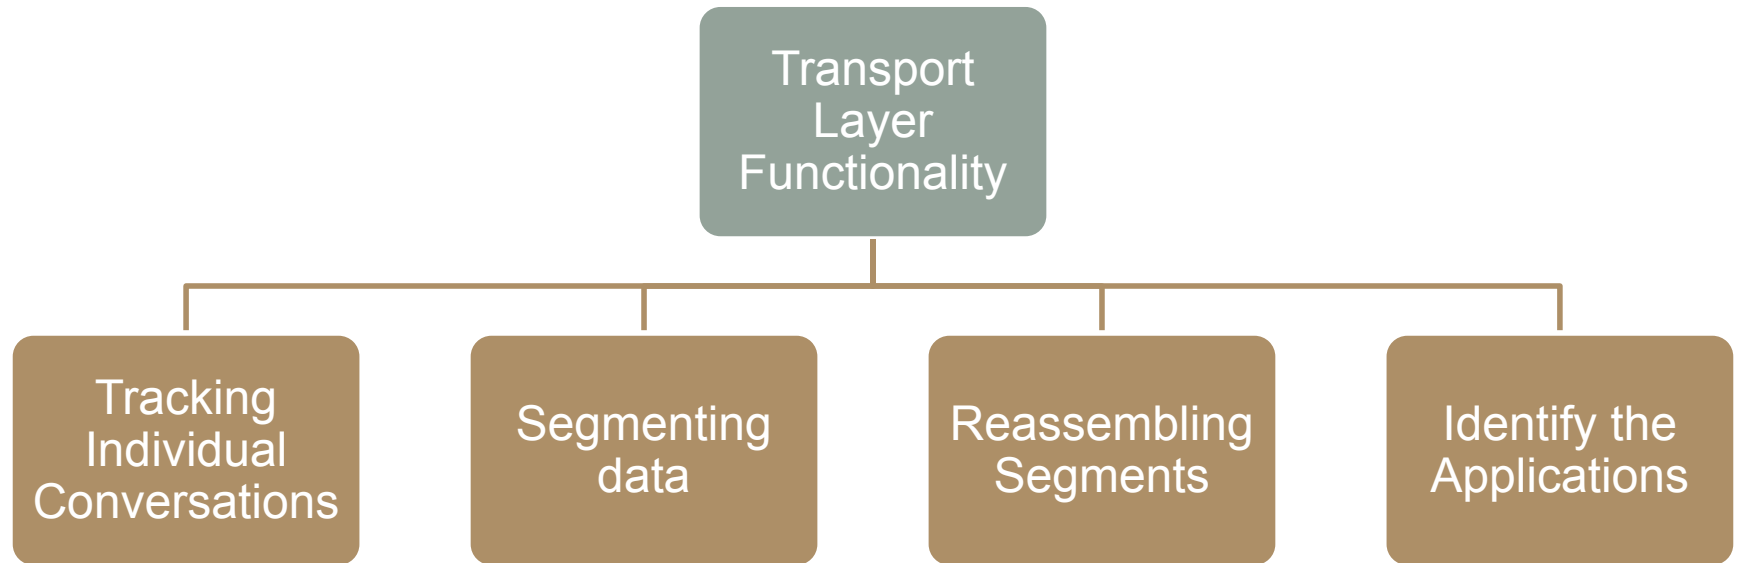 Transport
Layer
Functionality
Tracking
Individual
Conversations
Segmenting
data
Reassembling
Segments
Identify the
Applications